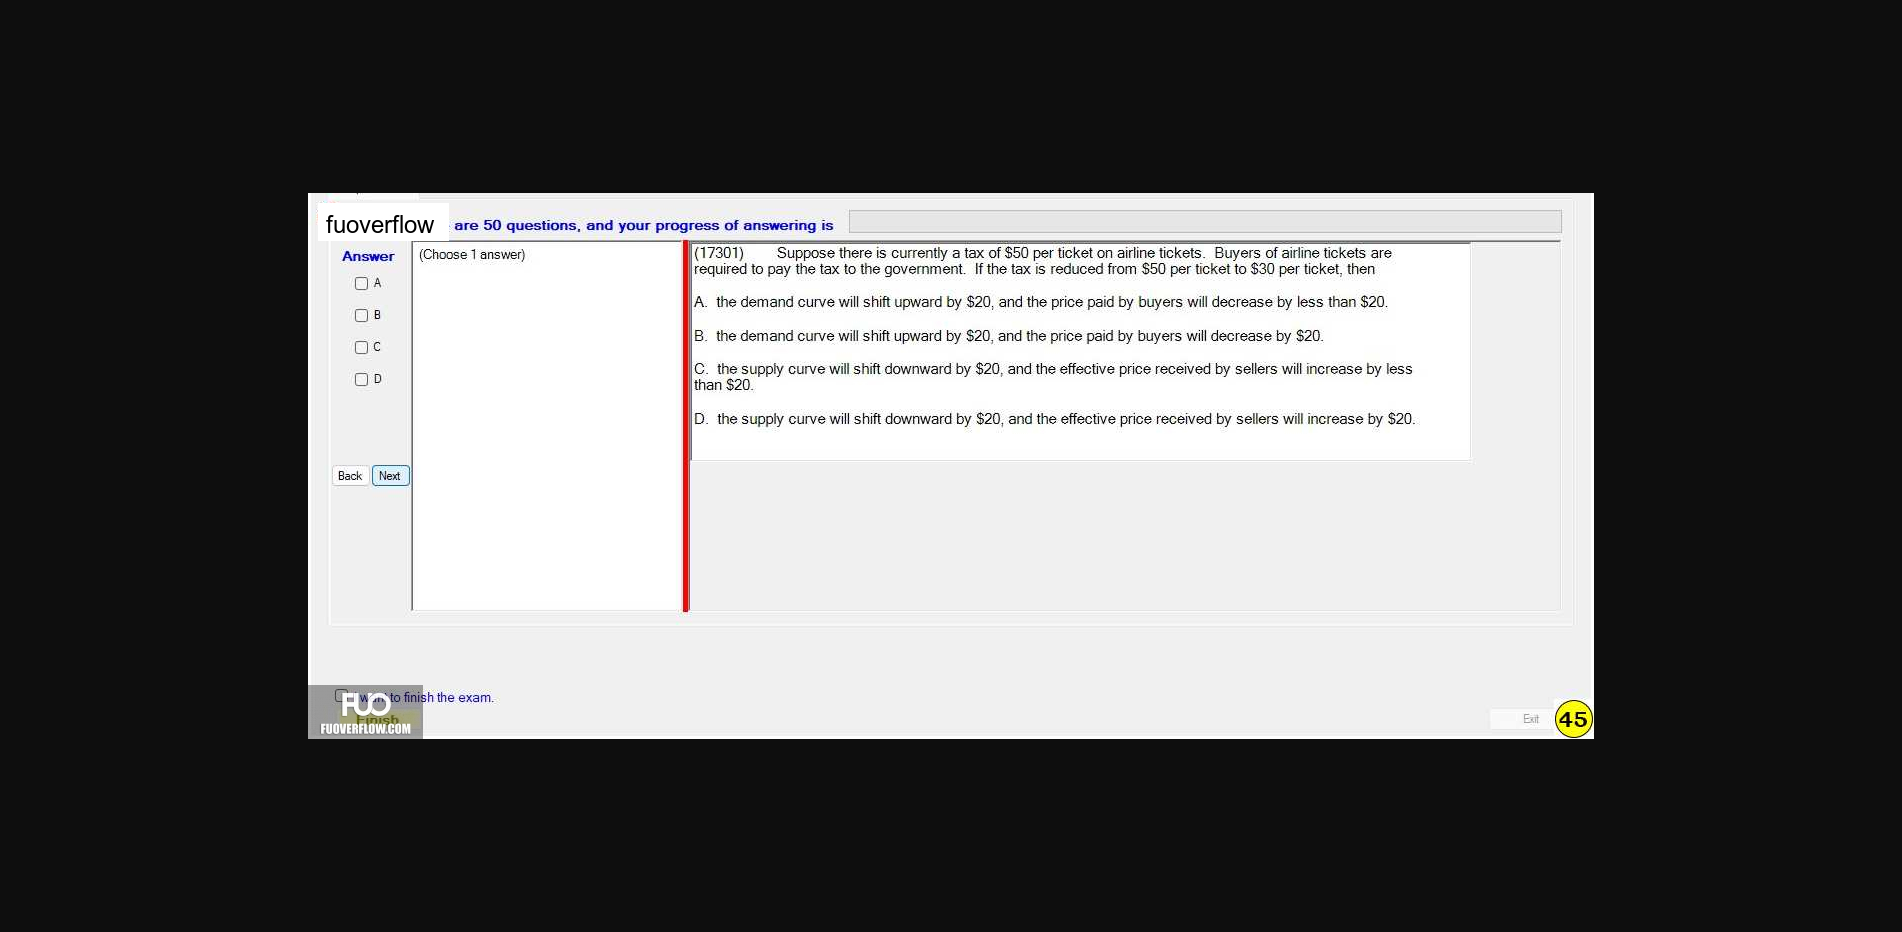 fuoverflow are 50 questions, and your progress of answering is
Answer
(Choose 1 answer)
A
B
C
D
Back Next
(17301) Suppose there is currently a tax of $50 per ticket on airline tickets. Buyers of airline tickets are
required to pay the tax to the government. If the tax is reduced from $50 per ticket to $30 per ticket, then
A. the demand curve will shift upward by $20, and the price paid by buyers will decrease by less than $20.
B. the demand curve will shift upward by $20, and the price paid by buyers will decrease by $20.
C. the supply curve will shift downward by $20, and the effective price received by sellers will increase by less
than $20.
D. the supply curve will shift downward by $20, and the effective price received by sellers will increase by $20.
want to finish the exam.
FUO
Finish
FUOVERFLOW.COM
Exit
45